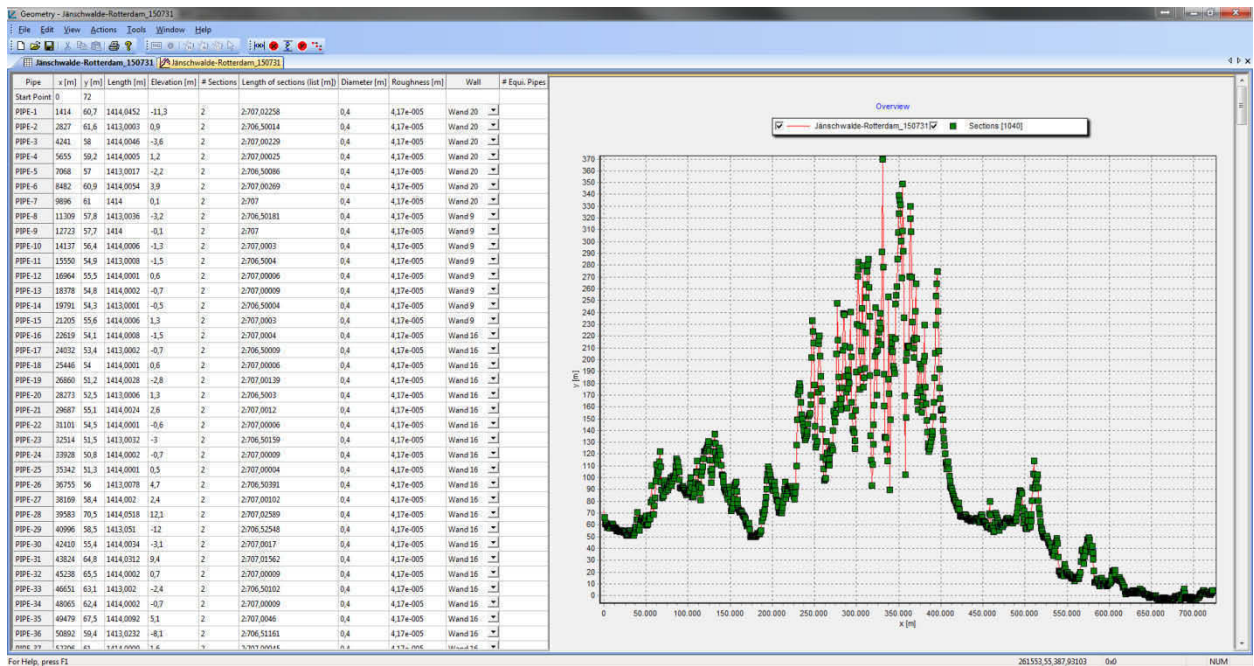 Geometry - Jänschwalde-Rotterdam_150731
File Edit View Actions Tools Window Help
Jänschwalde-Rotterdam_150731 Jänschwalde-Rotterdam_150731
Pipe x [m] y [m] Length [m] Elevation [m] # Sections Length of sections (list [m]) Diameter [m] Roughness [m] Wall # Equi. Pipes
Start Point 0 72
PIPE-1 1414 60,7 1414,0452 -11,3 2 2:707,02258 0,4 4,17e-005 Wand 20
PIPE-2 2827 61,6 1413,0003 0,9 2 2:706,50014 0,4 4,17e-005 Wand 20
PIPE-3 4241 58 1414,0046 -3,6 2 2:707,00229 0,4 4,17e-005 Wand 20
PIPE-4 5655 59,2 1414,0005 1,2 2 2:707,00025 0,4 4,17e-005 Wand 20
PIPE-5 7068 57 1413,0017 -2,2 2 2:706,50086 0,4 4,17e-005 Wand 20
PIPE-6 8482 60,9 1414,0054 3,9 2 2:707,00269 0,4 4,17e-005 Wand 20
PIPE-7 9896 61 1414 0,1 2 2:707 0,4 4,17e-005 Wand 20
PIPE-8 11309 57,8 1413,0036 -3,2 2 2:706,50181 0,4 4,17e-005 Wand 9
PIPE-9 12723 57,7 1414 -0,1 2 2:707 0,4 4,17e-005 Wand 9
PIPE-10 14137 56,4 1414,0006 -1,3 2 2:707,0003 0,4 4,17e-005 Wand 9
PIPE-11 15550 54,9 1413,0008 -1,5 2 2:706,5004 0,4 4,17e-005 Wand 9
PIPE-12 16964 55,5 1414,0001 0,6 2 2:707,00006 0,4 4,17e-005 Wand 9
PIPE-13 18378 54,8 1414,0002 -0,7 2 2:707,00009 0,4 4,17e-005 Wand 9
PIPE-14 19791 54,3 1413,0001 -0,5 2 2:706,50004 0,4 4,17e-005 Wand 9
PIPE-15 21205 55,6 1414,0006 1,3 2 2:707,0003 0,4 4,17e-005 Wand 9
PIPE-16 22619 54,1 1414,0008 -1,5 2 2:707,0004 0,4 4,17e-005 Wand 16
PIPE-17 24032 53,4 1413,0002 -0,7 2 2:706,50009 0,4 4,17e-005 Wand 16
PIPE-18 25446 54 1414,0001 0,6 2 2:707,00006 0,4 4,17e-005 Wand 16
PIPE-19 26860 51,2 1414,0028 -2,8 2 2:707,00139 0,4 4,17e-005 Wand 16
PIPE-20 28273 52,5 1413,0006 1,3 2 2:706,5003 0,4 4,17e-005 Wand 16
PIPE-21 29687 55,1 1414,0024 2,6 2 2:707,0012 0,4 4,17e-005 Wand 16
PIPE-22 31101 54,5 1414,0001 -0,6 2 2:707,00006 0,4 4,17e-005 Wand 16
PIPE-23 32514 51,5 1413,0032 -3 2 2:706,50159 0,4 4,17e-005 Wand 16
PIPE-24 33928 50,8 1414,0002 -0,7 2 2:707,00009 0,4 4,17e-005 Wand 16
PIPE-25 35342 51,3 1414,0001 0,5 2 2:707,00004 0,4 4,17e-005 Wand 16
PIPE-26 36755 56 1413,0078 4,7 2 2:706,50391 0,4 4,17e-005 Wand 16
PIPE-27 38169 58,4 1414,002 2,4 2 2:707,00102 0,4 4,17e-005 Wand 16
PIPE-28 39583 70,5 1414,0518 12,1 2 2:707,02589 0,4 4,17e-005 Wand 16
PIPE-29 40996 58,5 1413,051 -12 2 2:706,52548 0,4 4,17e-005 Wand 16
PIPE-30 42410 55,4 1414,0034 -3,1 2 2:707,0017 0,4 4,17e-005 Wand 16
PIPE-31 43824 64,8 1414,0312 9,4 2 2:707,01562 0,4 4,17e-005 Wand 16
PIPE-32 45238 65,5 1414,0002 0,7 2 2:707,00009 0,4 4,17e-005 Wand 16
PIPE-33 46651 63,1 1413,002 -2,4 2 2:706,50102 0,4 4,17e-005 Wand 16
PIPE-34 48065 62,4 1414,0002 -0,7 2 2:707,00009 0,4 4,17e-005 Wand 16
PIPE-35 49479 67,5 1414,0092 5,1 2 2:707,0046 0,4 4,17e-005 Wand 16
PIPE-36 50892 59,4 1413,0232 -8,1 2 2:706,51161 0,4 4,17e-005 Wand 16
Overview
Jänschwalde-Rotterdam_150731 Sections [1040]
370
360
350
340
330
320
310
300
290
280
270
260
250
240
230
220
210
200
190
180
170
160
150
140
130
120
110
100
90
80
70
60
50
40
30
20
10
0
y [m]
0 50.000 100.000 150.000 200.000 250.000 300.000 350.000 400.000 450.000 500.000 550.000 600.000 650.000 700.000
x [m]
For Help, press F1 261553,55,387,93103 0x0 NUM